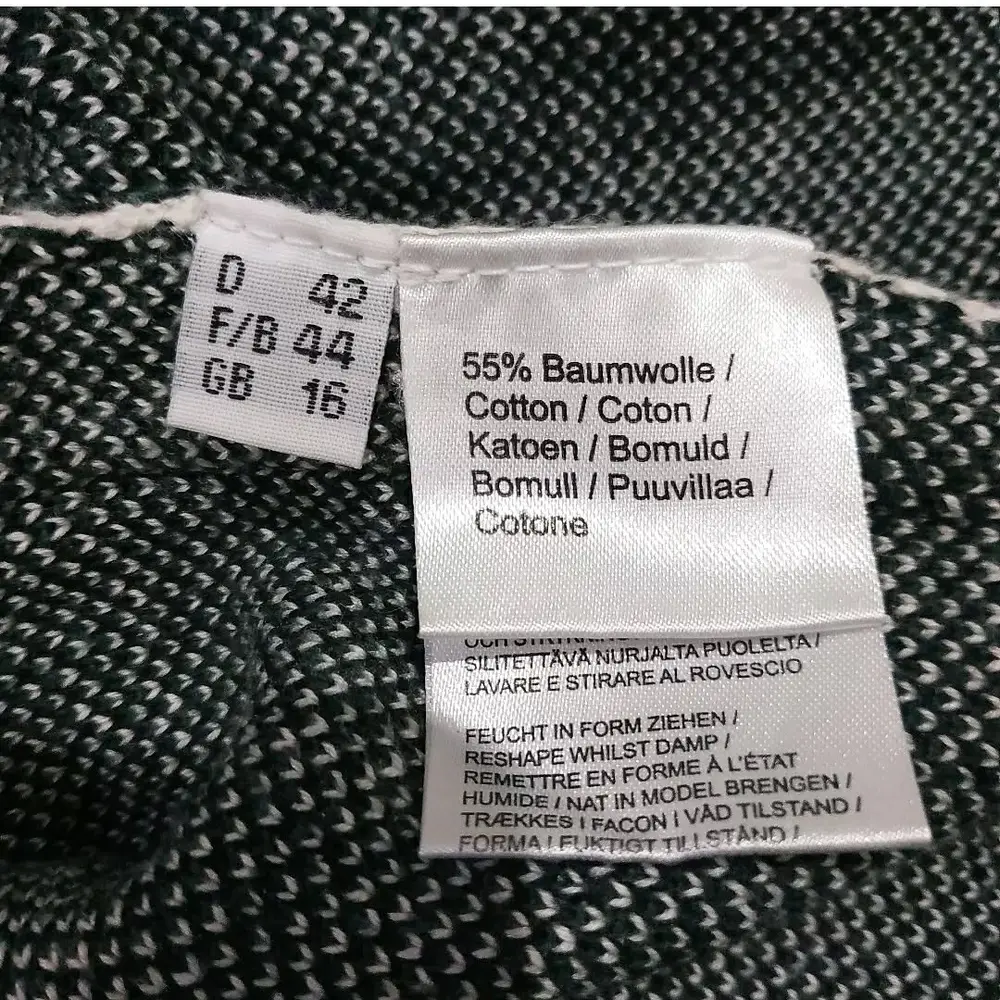 D 42
F/B 44
GB 16
55% Baumwolle /
Cotton / Coton /
Katoen / Bomuld /
Bomull / Puuvillaa /
Cotone
SILITETTÄVÄ NURJALTA PUOLELTA /
LAVARE E STIRARE AL ROVESCIO
FEUCHT IN FORM ZIEHEN /
RESHAPE WHILST DAMP /
REMETTRE EN FORME À L'ÉTAT
HUMIDE / NAT IN MODEL BRENGEN /
TRÆKKES I FACON I VÅD TILSTAND /
FORMA I FUKTIGT TILLSTÅND /